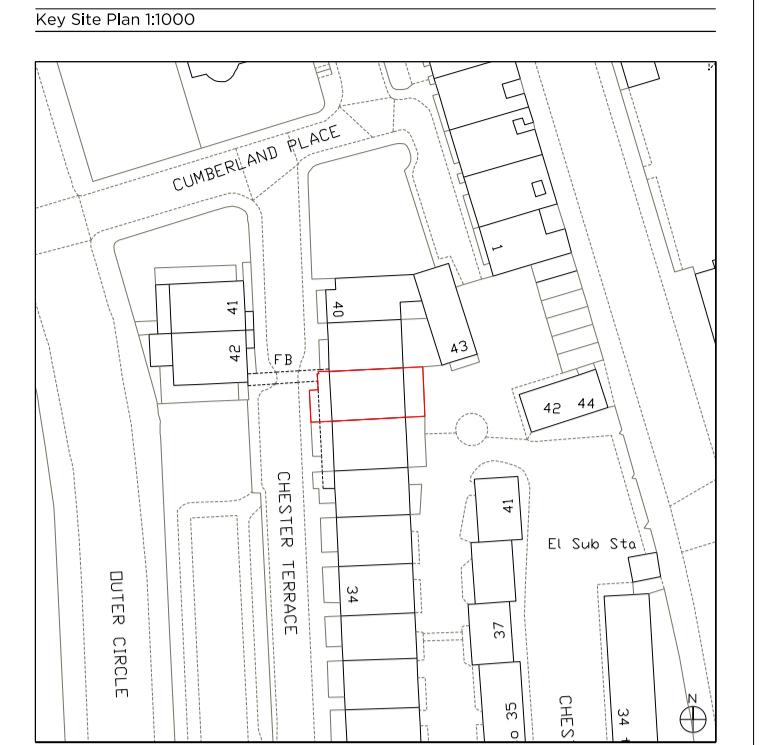 Key Site Plan 1:1000
CUMBERLAND PLACE
1
41
40
42
FB
43
42 44
41
CHESTER TERRACE
El Sub Sta
OUTER CIRCLE
34
37
35
o
CHES
34
N